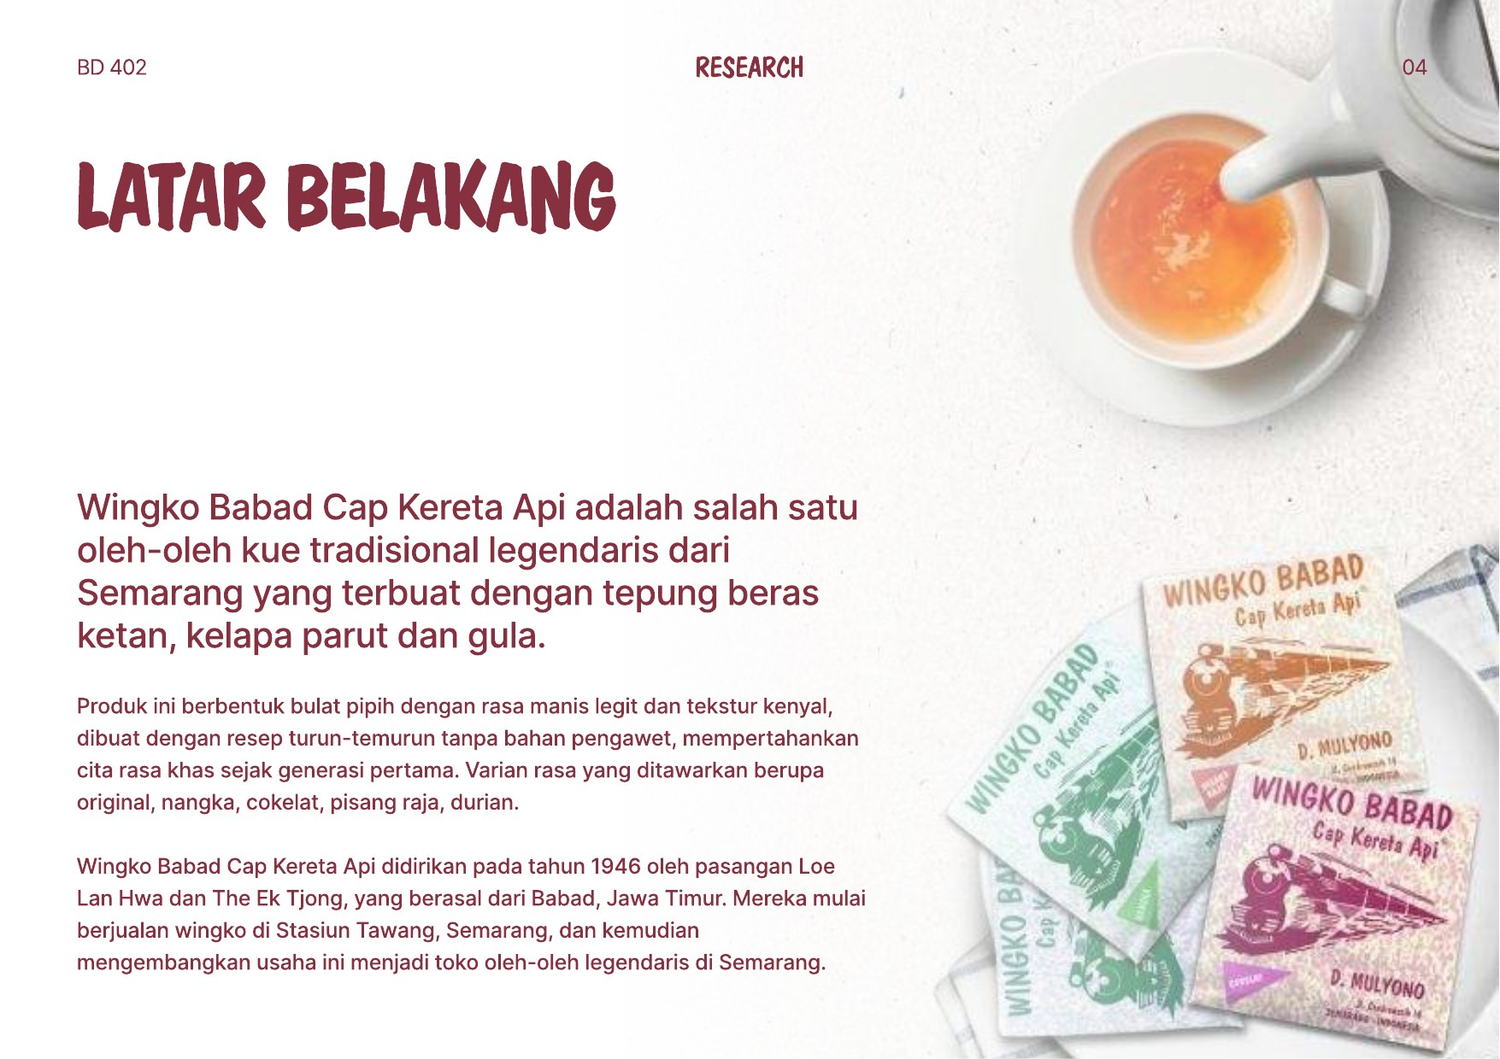 BD 402
RESEARCH
04
LATAR BELAKANG
Wingko Babad Cap Kereta Api adalah salah satu
oleh-oleh kue tradisional legendaris dari
Semarang yang terbuat dengan tepung beras
ketan, kelapa parut dan gula.
Produk ini berbentuk bulat pipih dengan rasa manis legit dan tekstur kenyal,
dibuat dengan resep turun-temurun tanpa bahan pengawet, mempertahankan
cita rasa khas sejak generasi pertama. Varian rasa yang ditawarkan berupa
original, nangka, cokelat, pisang raja, durian.
Wingko Babad Cap Kereta Api didirikan pada tahun 1946 oleh pasangan Loe
Lan Hwa dan The Ek Tjong, yang berasal dari Babad, Jawa Timur. Mereka mulai
berjualan wingko di Stasiun Tawang, Semarang, dan kemudian
mengembangkan usaha ini menjadi toko oleh-oleh legendaris di Semarang.
WINGKO BABAD
Cap Kereta Api
D. MULYONO
INDONESIA
WINGKO BABAD
Cap Kereta Api
WINGKO BABAD
Cap Kereta Api
D. MULYONO
SEMARANG - INDONESIA
WINGKO BA
Cap K